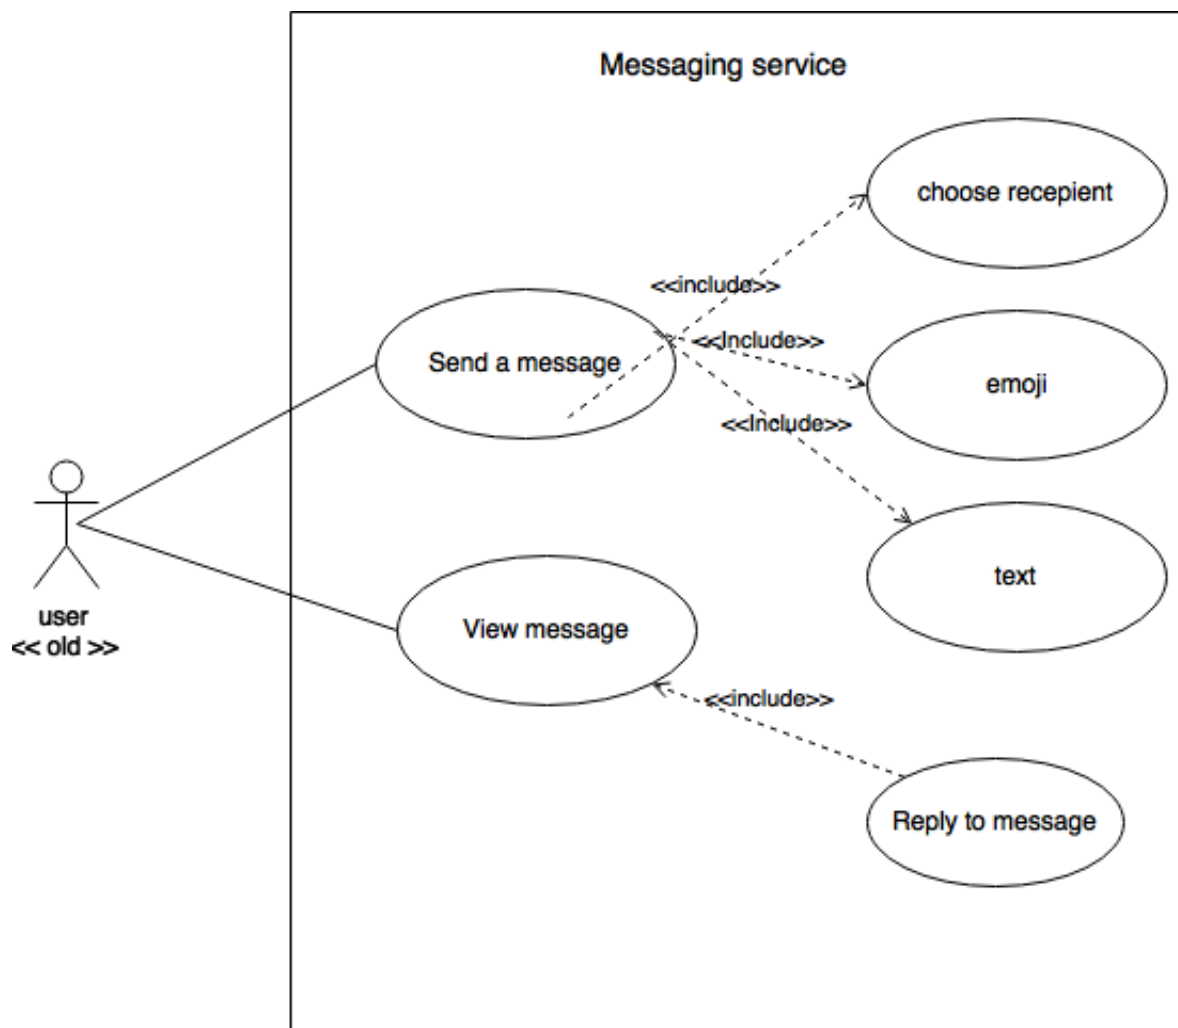 Messaging service
choose recepient
<<include>>
<<Include>>
Send a message
emoji
<<Include>>
text
user
<< old >>
View message
<<include>>
Reply to message